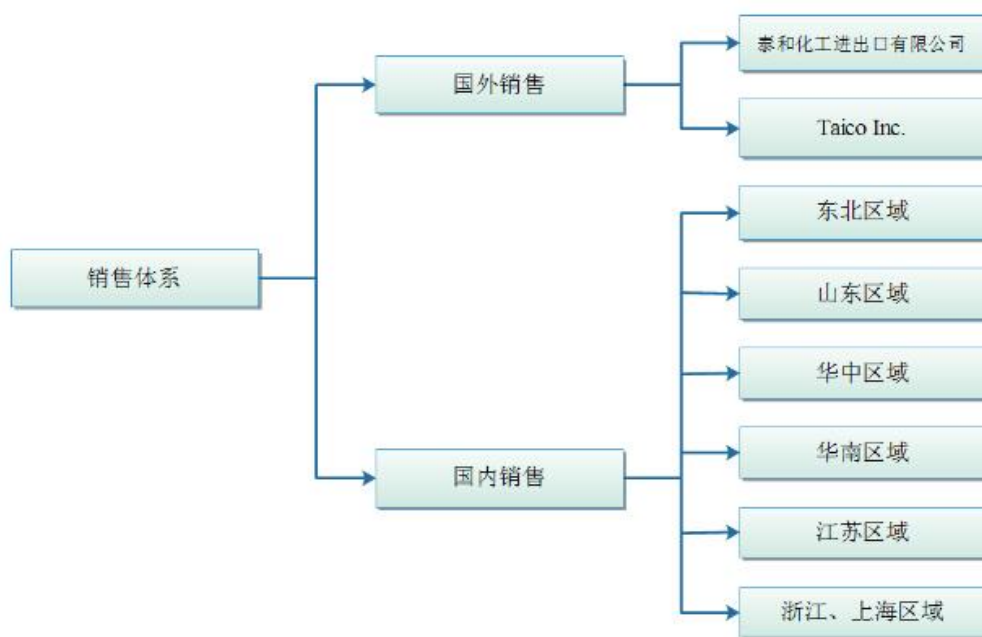 销售体系
国外销售
泰和化工进出口有限公司
Taico Inc.
国内销售
东北区域
山东区域
华中区域
华南区域
江苏区域
浙江、上海区域